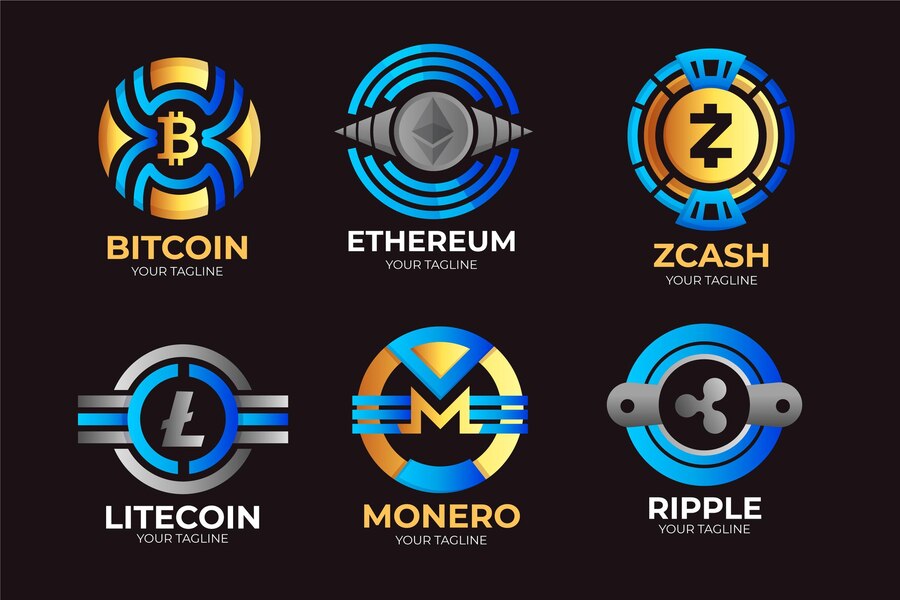 BITCOIN
YOUR TAGLINE
ETHEREUM
YOUR TAGLINE
ZCASH
YOUR TAGLINE
LITECOIN
YOUR TAGLINE
MONERO
YOUR TAGLINE
RIPPLE
YOUR TAGLINE